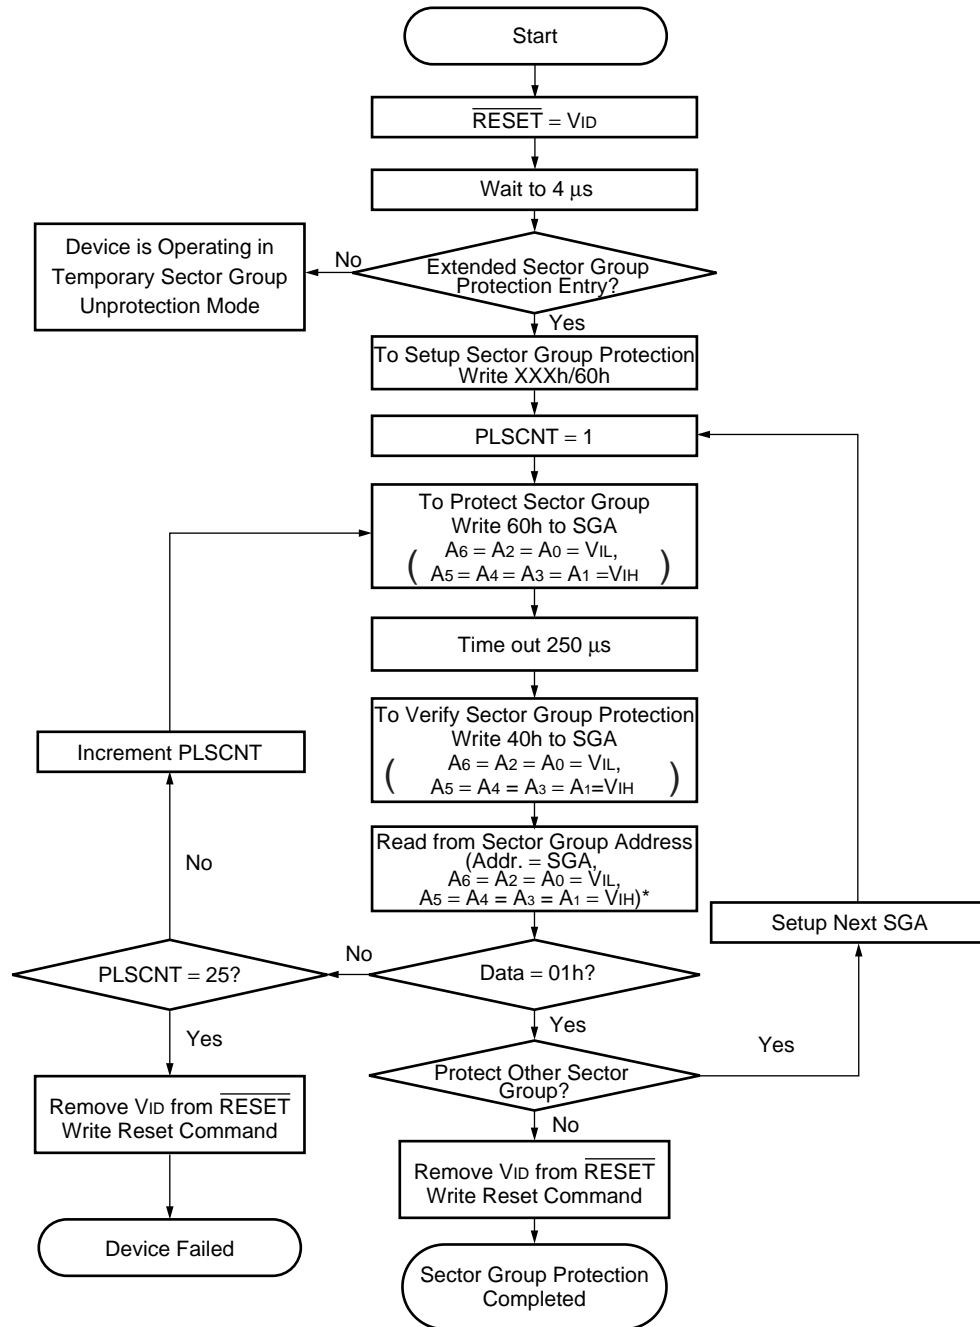 Start
RESET = VID
Wait to 4 μs
Device is Operating in
Temporary Sector Group
Unprotection Mode
No
Extended Sector Group
Protection Entry?
Yes
To Setup Sector Group Protection
Write XXXh/60h
PLSCNT = 1
To Protect Sector Group
Write 60h to SGA
( A6 = A2 = A0 = VIL,
A5 = A4 = A3 = A1 =VIH )
Time out 250 μs
To Verify Sector Group Protection
Write 40h to SGA
( A6 = A2 = A0 = VIL,
A5 = A4 = A3 = A1=VIH )
Increment PLSCNT
Read from Sector Group Address
(Addr. = SGA,
A6 = A2 = A0 = VIL,
A5 = A4 = A3 = A1 = VIH)*
No
Setup Next SGA
PLSCNT = 25?
No
Data = 01h?
Yes
Yes
Yes
Protect Other Sector
Group?
Remove VID from RESET
Write Reset Command
No
Remove VID from RESET
Write Reset Command
Device Failed
Sector Group Protection
Completed